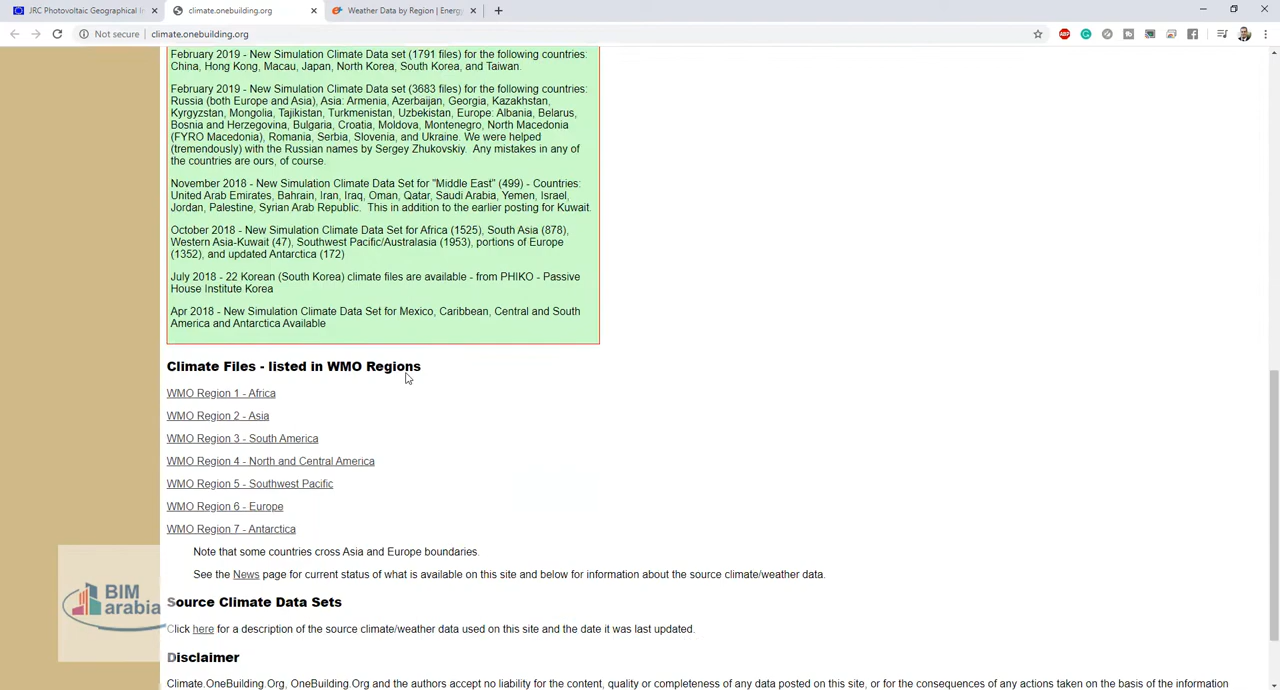 JRC Photovoltaic Geographical I
climate.onebuilding.org
Weather Data by Region | Energy
Not secure
climate.onebuilding.org
ABP
February 2019 - New Simulation Climate Data set (1791 files) for the following countries:
China, Hong Kong, Macau, Japan, North Korea, South Korea, and Taiwan.
February 2019 - New Simulation Climate Data set (3683 files) for the following countries:
Russia (both Europe and Asia), Asia: Armenia, Azerbaijan, Georgia, Kazakhstan,
Kyrgyzstan, Mongolia, Tajikistan, Turkmenistan, Uzbekistan, Europe: Albania, Belarus,
Bosnia and Herzegovina, Bulgaria, Croatia, Moldova, Montenegro, North Macedonia
(FYRO Macedonia), Romania, Serbia, Slovenia, and Ukraine. We were helped
(tremendously) with the Russian names by Sergey Zhukovskiy. Any mistakes in any of
the countries are ours, of course.
November 2018 - New Simulation Climate Data Set for "Middle East" (499) - Countries:
United Arab Emirates, Bahrain, Iran, Iraq, Oman, Qatar, Saudi Arabia, Yemen, Israel,
Jordan, Palestine, Syrian Arab Republic. This in addition to the earlier posting for Kuwait.
October 2018 - New Simulation Climate Data Set for Africa (1525), South Asia (878),
Western Asia-Kuwait (47), Southwest Pacific/Australasia (1953), portions of Europe
(1352), and updated Antarctica (172)
July 2018 - 22 Korean (South Korea) climate files are available - from PHIKO - Passive
House Institute Korea
Apr 2018 - New Simulation Climate Data Set for Mexico, Caribbean, Central and South
America and Antarctica Available
Climate Files - listed in WMO Regions
WMO Region 1 - Africa
WMO Region 2 - Asia
WMO Region 3 - South America
WMO Region 4 - North and Central America
WMO Region 5 - Southwest Pacific
WMO Region 6 - Europe
WMO Region 7 - Antarctica
Note that some countries cross Asia and Europe boundaries.
See the News page for current status of what is available on this site and below for information about the source climate/weather data.
BIM
arabia
Source Climate Data Sets
Click here for a description of the source climate/weather data used on this site and the date it was last updated.
Disclaimer
Climate.OneBuilding.Org, OneBuilding.Org and the authors accept no liability for the content, quality or completeness of any data posted on this site, or for the consequences of any actions taken on the basis of the information